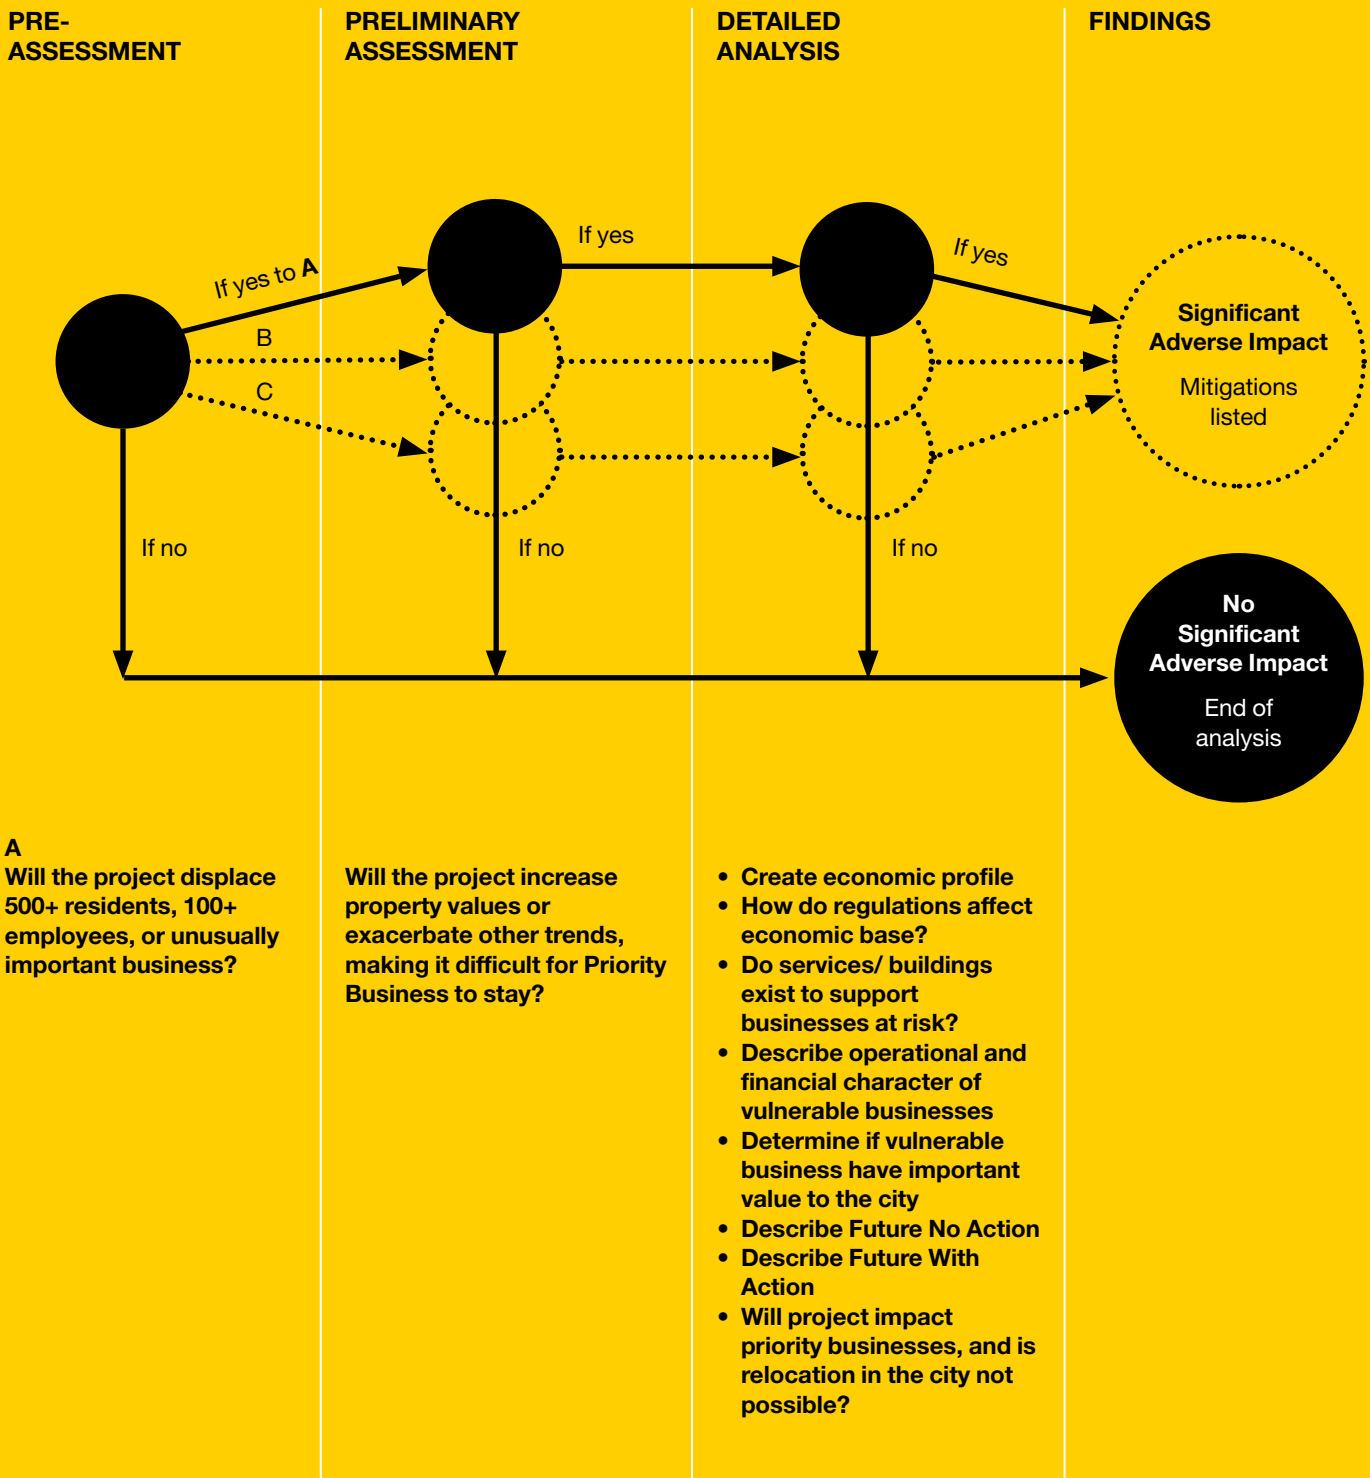 PRE-
ASSESSMENT
PRELIMINARY
ASSESSMENT
DETAILED
ANALYSIS
FINDINGS
If yes to A
B
C
If no
If yes
If no
If yes
If no
Significant
Adverse Impact
Mitigations
listed
No
Significant
Adverse Impact
End of
analysis
A
Will the project displace
500+ residents, 100+
employees, or unusually
important business?
Will the project increase
property values or
exacerbate other trends,
making it difficult for Priority
Business to stay?
• Create economic profile
• How do regulations affect
economic base?
• Do services/ buildings
exist to support
businesses at risk?
• Describe operational and
financial character of
vulnerable businesses
• Determine if vulnerable
business have important
value to the city
• Describe Future No Action
• Describe Future With
Action
• Will project impact
priority businesses, and is
relocation in the city not
possible?